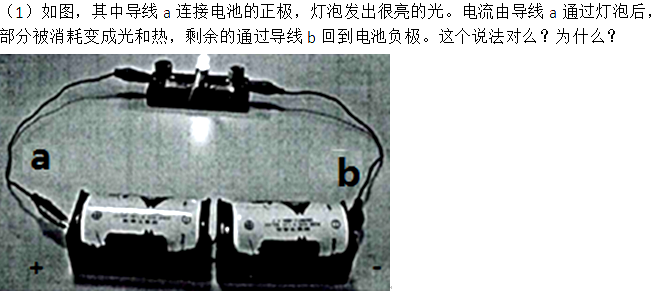 （1）如图，其中导线a连接电池的正极，灯泡发出很亮的光。电流由导线a通过灯泡后，
部分被消耗变成光和热，剩余的通过导线b回到电池负极。这个说法对么？为什么？
a
b
+
-